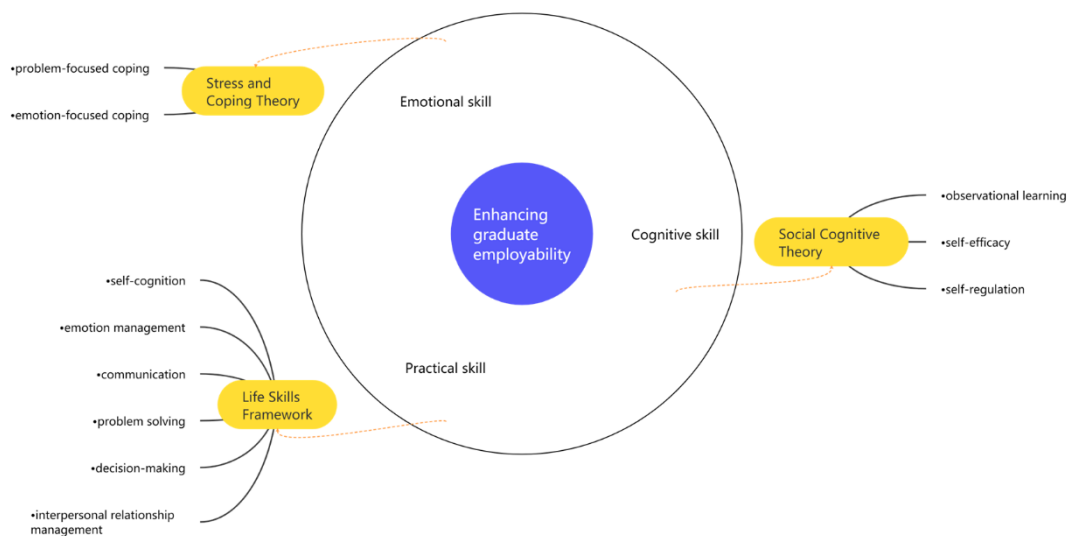 •problem-focused coping
•emotion-focused coping
Stress and
Coping Theory
Emotional skill
Enhancing
graduate
employability
Cognitive skill
Social Cognitive
Theory
•observational learning
•self-efficacy
•self-regulation
Practical skill
•self-cognition
•emotion management
•communication
•problem solving
•decision-making
•interpersonal relationship
management
Life Skills
Framework